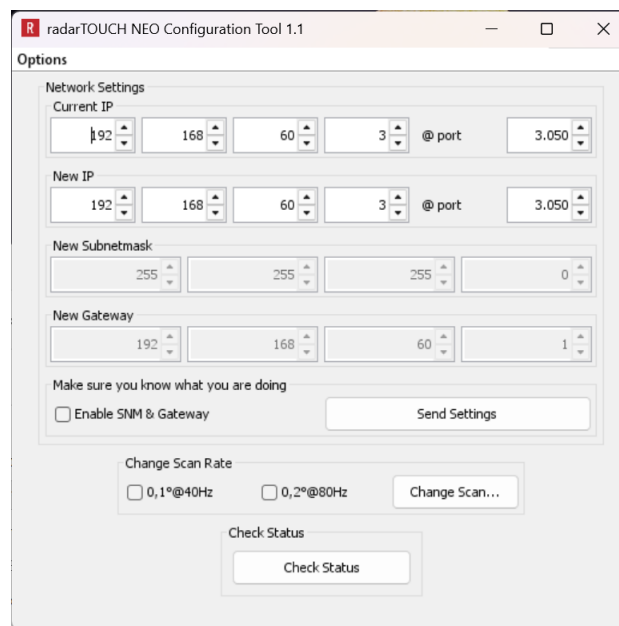 R radarTOUCH NEO Configuration Tool 1.1
Options
Network Settings
Current IP
192 168 60 3 @ port 3.050
New IP
192 168 60 3 @ port 3.050
New Subnetmask
255 255 255 0
New Gateway
192 168 60 1
Make sure you know what you are doing
Enable SNM & Gateway Send Settings
Change Scan Rate
0,1°@40Hz 0,2°@80Hz Change Scan...
Check Status
Check Status